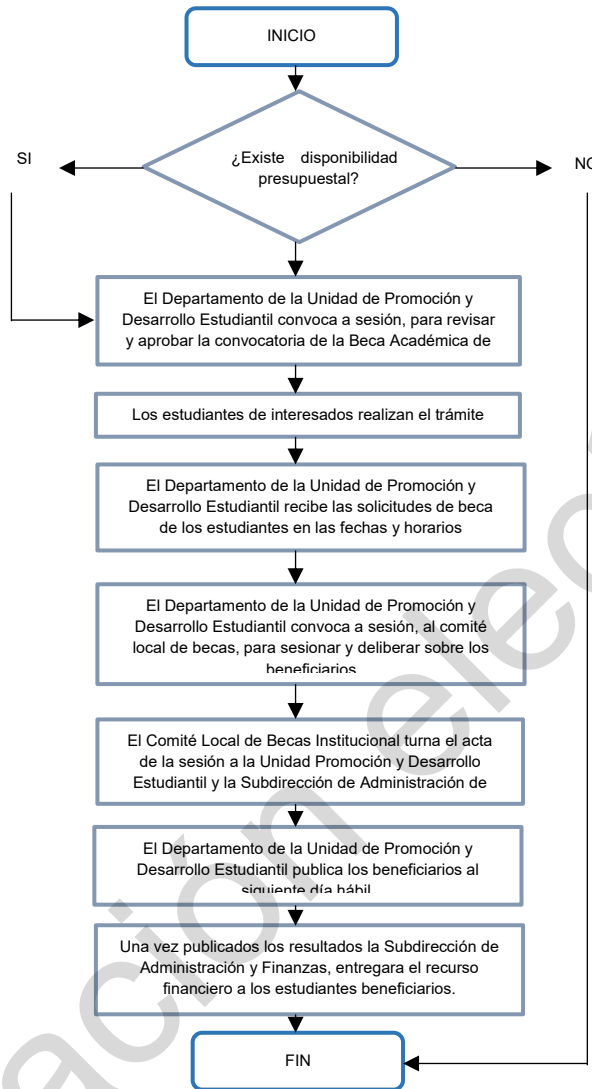 INICIO
¿Existe disponibilidad
presupuestal?
SI
NO
El Departamento de la Unidad de Promoción y
Desarrollo Estudiantil convoca a sesión, para revisar
y aprobar la convocatoria de la Beca Académica de
Los estudiantes de interesados realizan el trámite
El Departamento de la Unidad de Promoción y
Desarrollo Estudiantil recibe las solicitudes de beca
de los estudiantes en las fechas y horarios
El Departamento de la Unidad de Promoción y
Desarrollo Estudiantil convoca a sesión, al comité
local de becas, para sesionar y deliberar sobre los
beneficiarios
El Comité Local de Becas Institucional turna el acta
de la sesión a la Unidad Promoción y Desarrollo
Estudiantil y la Subdirección de Administración de
El Departamento de la Unidad de Promoción y
Desarrollo Estudiantil publica los beneficiarios al
siguiente día hábil
Una vez publicados los resultados la Subdirección de
Administración y Finanzas, entregara el recurso
financiero a los estudiantes beneficiarios.
FIN